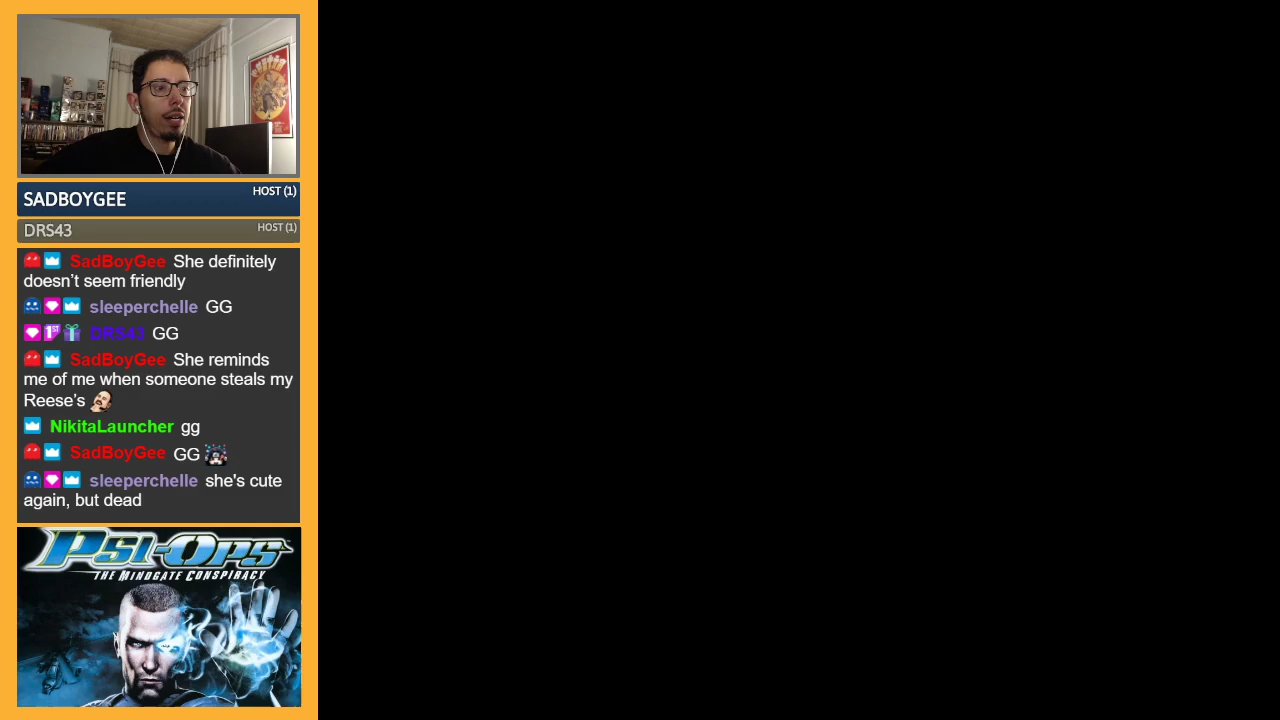 SADBOYGEE
HOST (1)
DRS43
HOST (1)
SadBoyGee She definitely
doesn't seem friendly
sleeperchelle GG
1ST DRS43 GG
SadBoyGee She reminds
me of me when someone steals my
Reese's
NikitaLauncher gg
SadBoyGee GG
sleeperchelle she's cute
again, but dead
PSI-OPS
THE MINDGATE CONSPIRACY